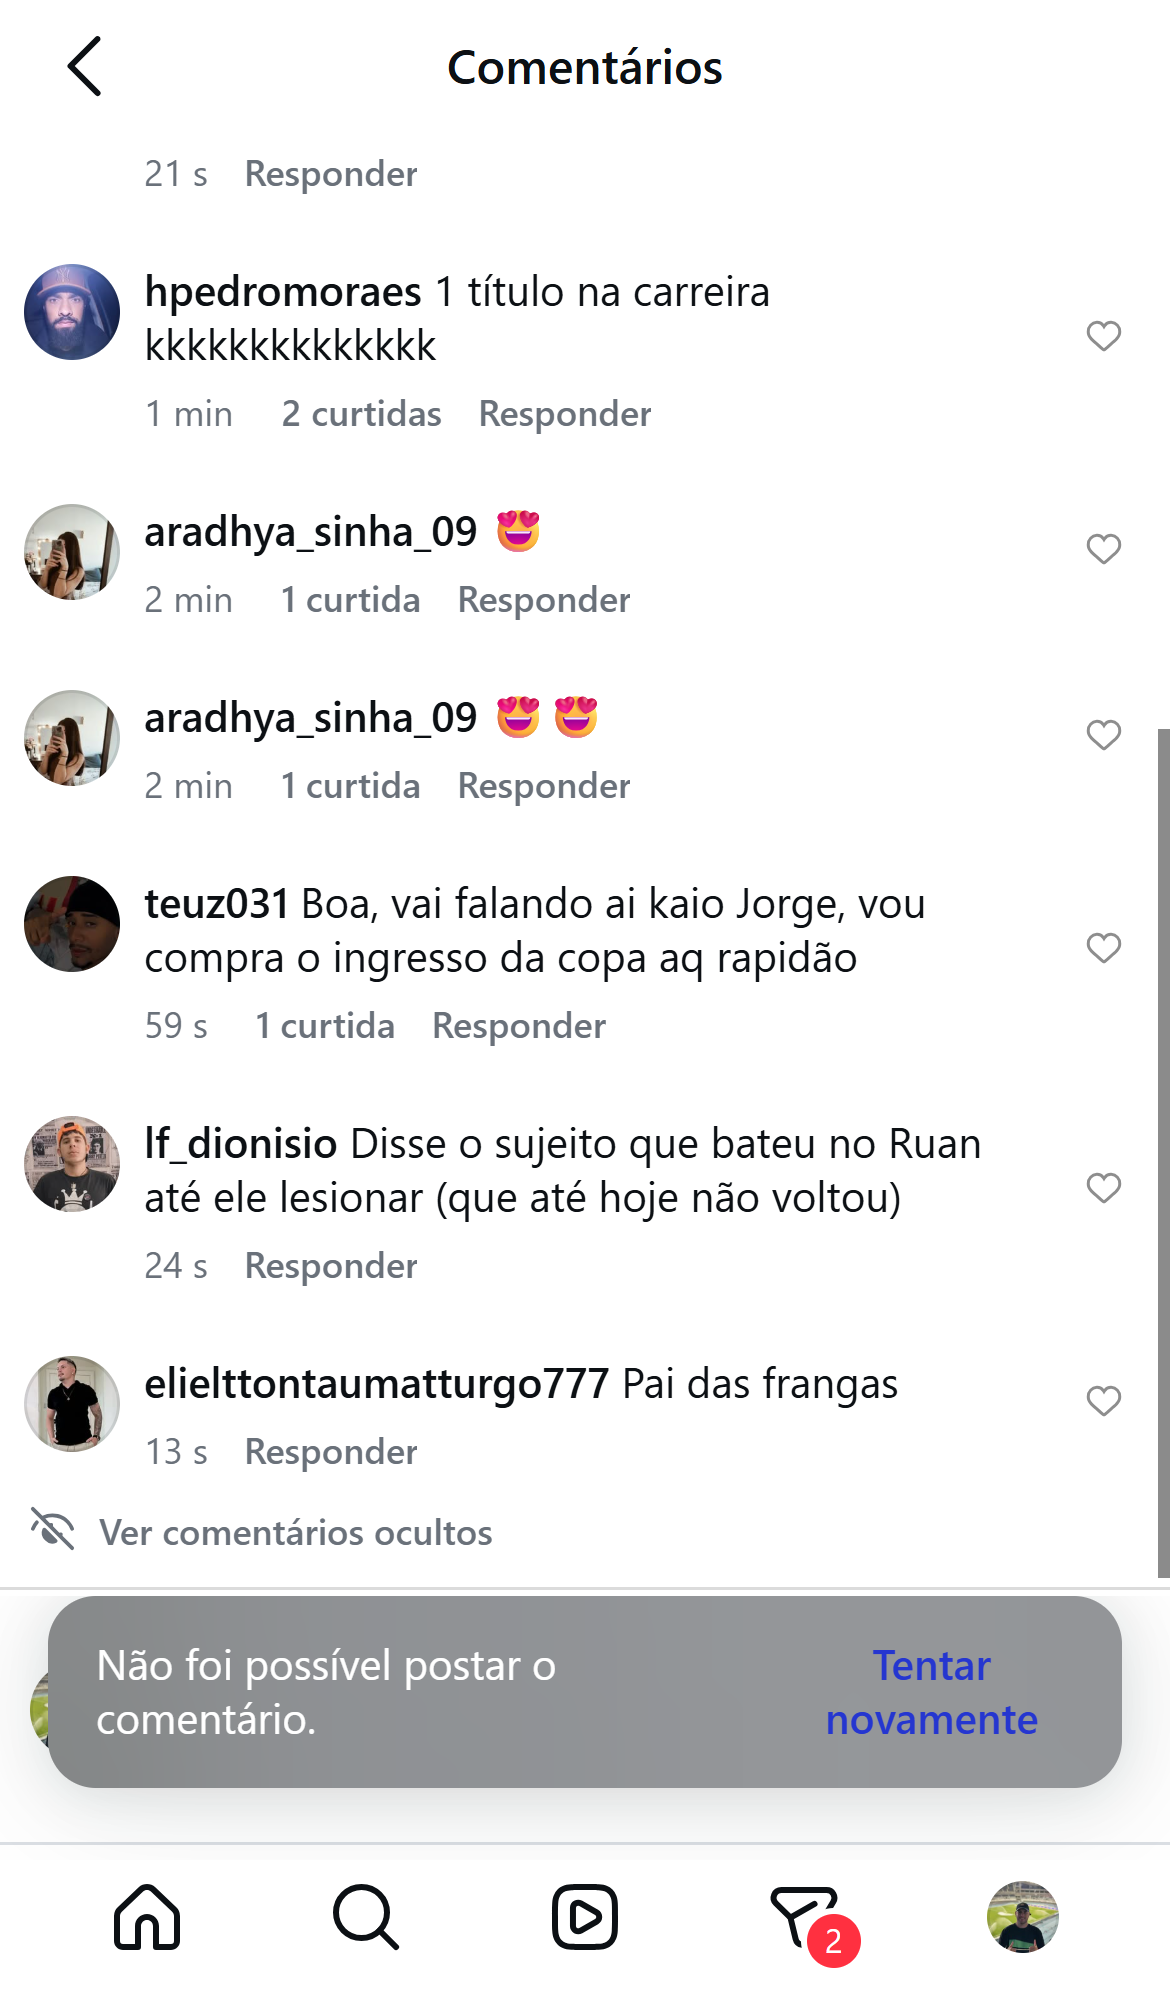 Comentários
21 s Responder
hpedromoraes 1 título na carreira
kkkkkkkkkkkkkk
1 min 2 curtidas Responder
aradhya_sinha_09 😍
2 min 1 curtida Responder
aradhya_sinha_09 😍😍
2 min 1 curtida Responder
teuz031 Boa, vai falando ai kaio Jorge, vou
compra o ingresso da copa aq rapidão
59 s 1 curtida Responder
lf_dionisio Disse o sujeito que bateu no Ruan
até ele lesionar (que até hoje não voltou)
24 s Responder
elielttontaumatturgo777 Pai das frangas
13 s Responder
Ver comentários ocultos
Não foi possível postar o
comentário.
Tentar
novamente
2